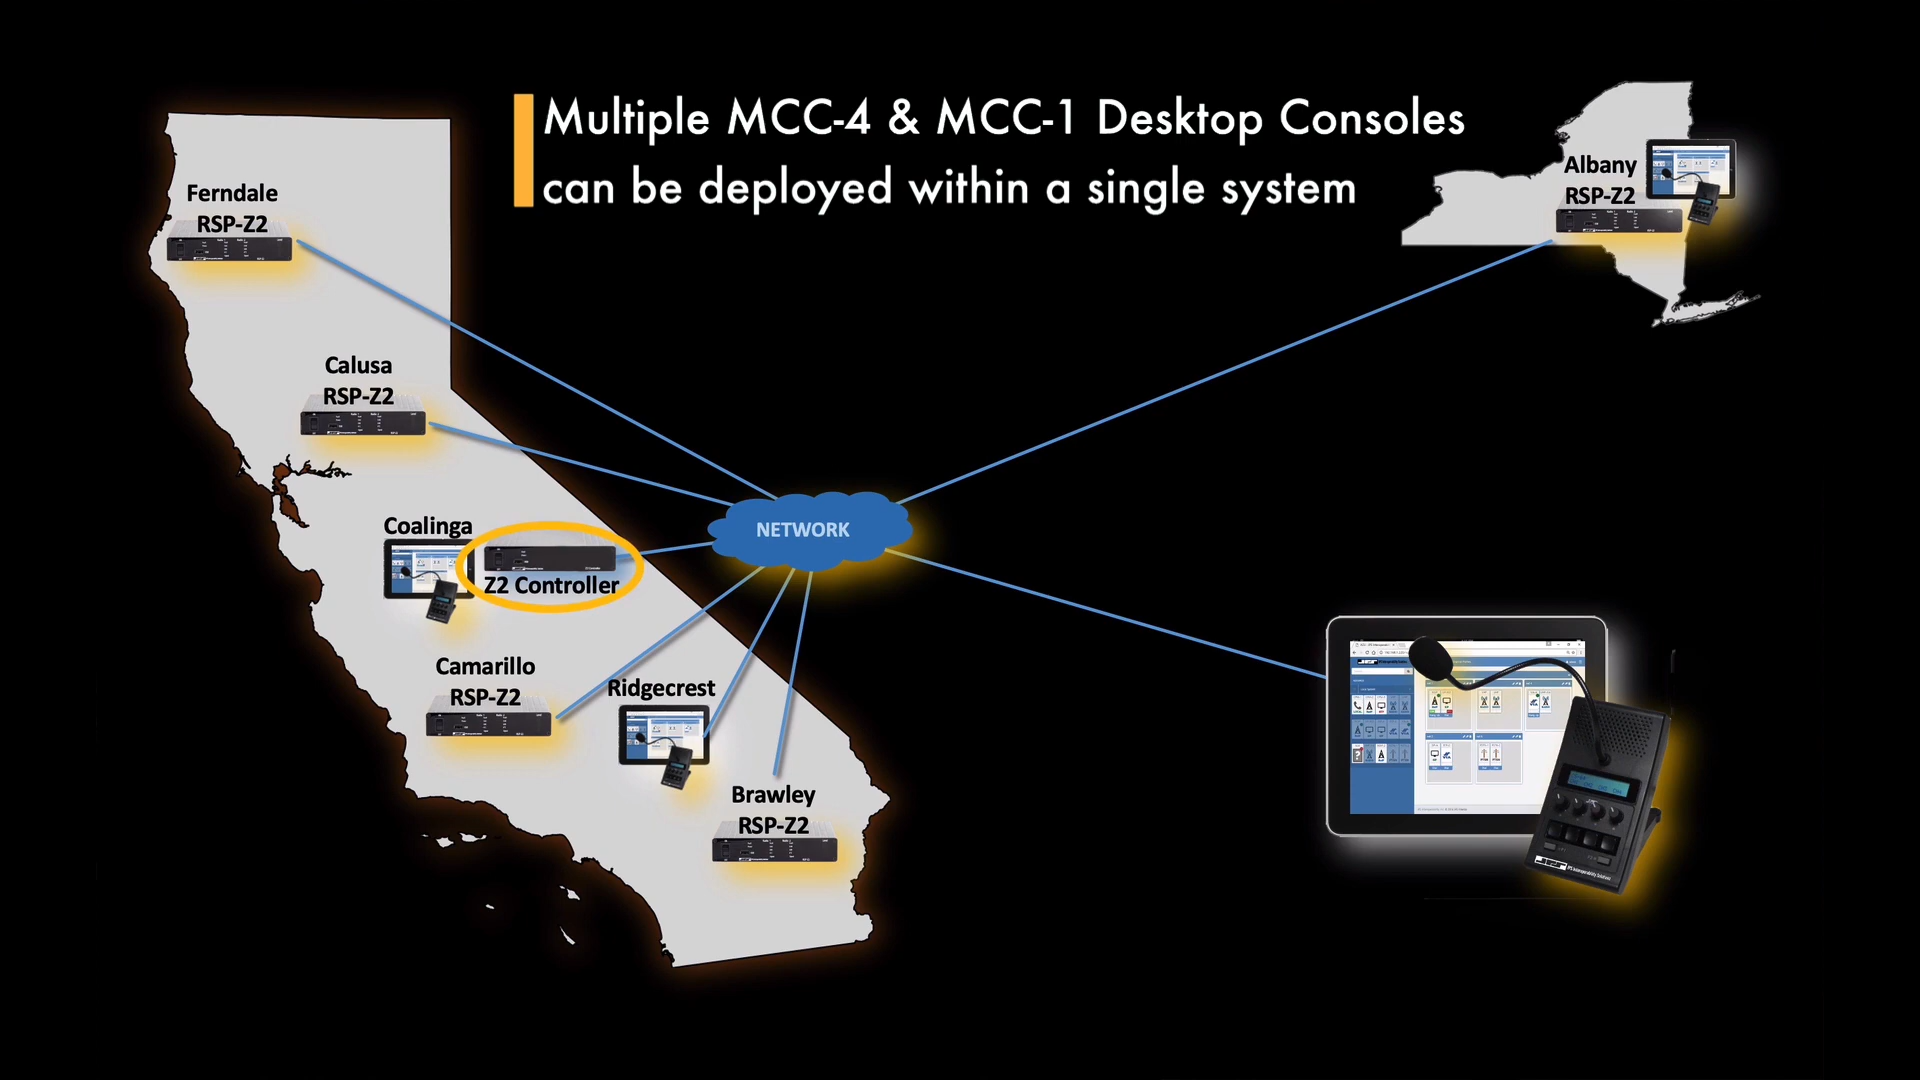 Multiple MCC-4 & MCC-1 Desktop Consoles
can be deployed within a single system
Ferndale
RSP-Z2
Calusa
RSP-Z2
Coalinga
Z2 Controller
Camarillo
RSP-Z2
Ridgecrest
Brawley
RSP-Z2
NETWORK
Albany
RSP-Z2